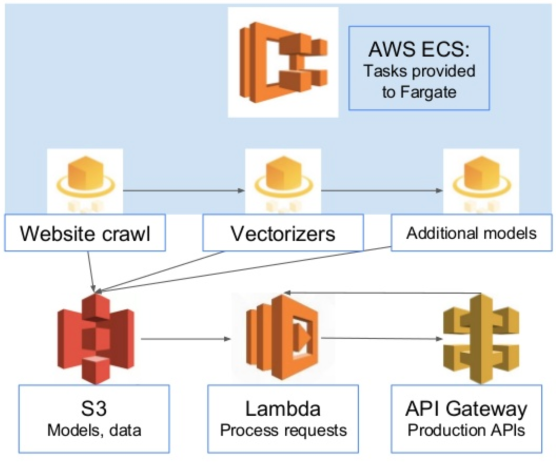 AWS ECS:
Tasks provided
to Fargate
Website crawl
Vectorizers
Additional models
S3
Models, data
Lambda
Process requests
API Gateway
Production APIs